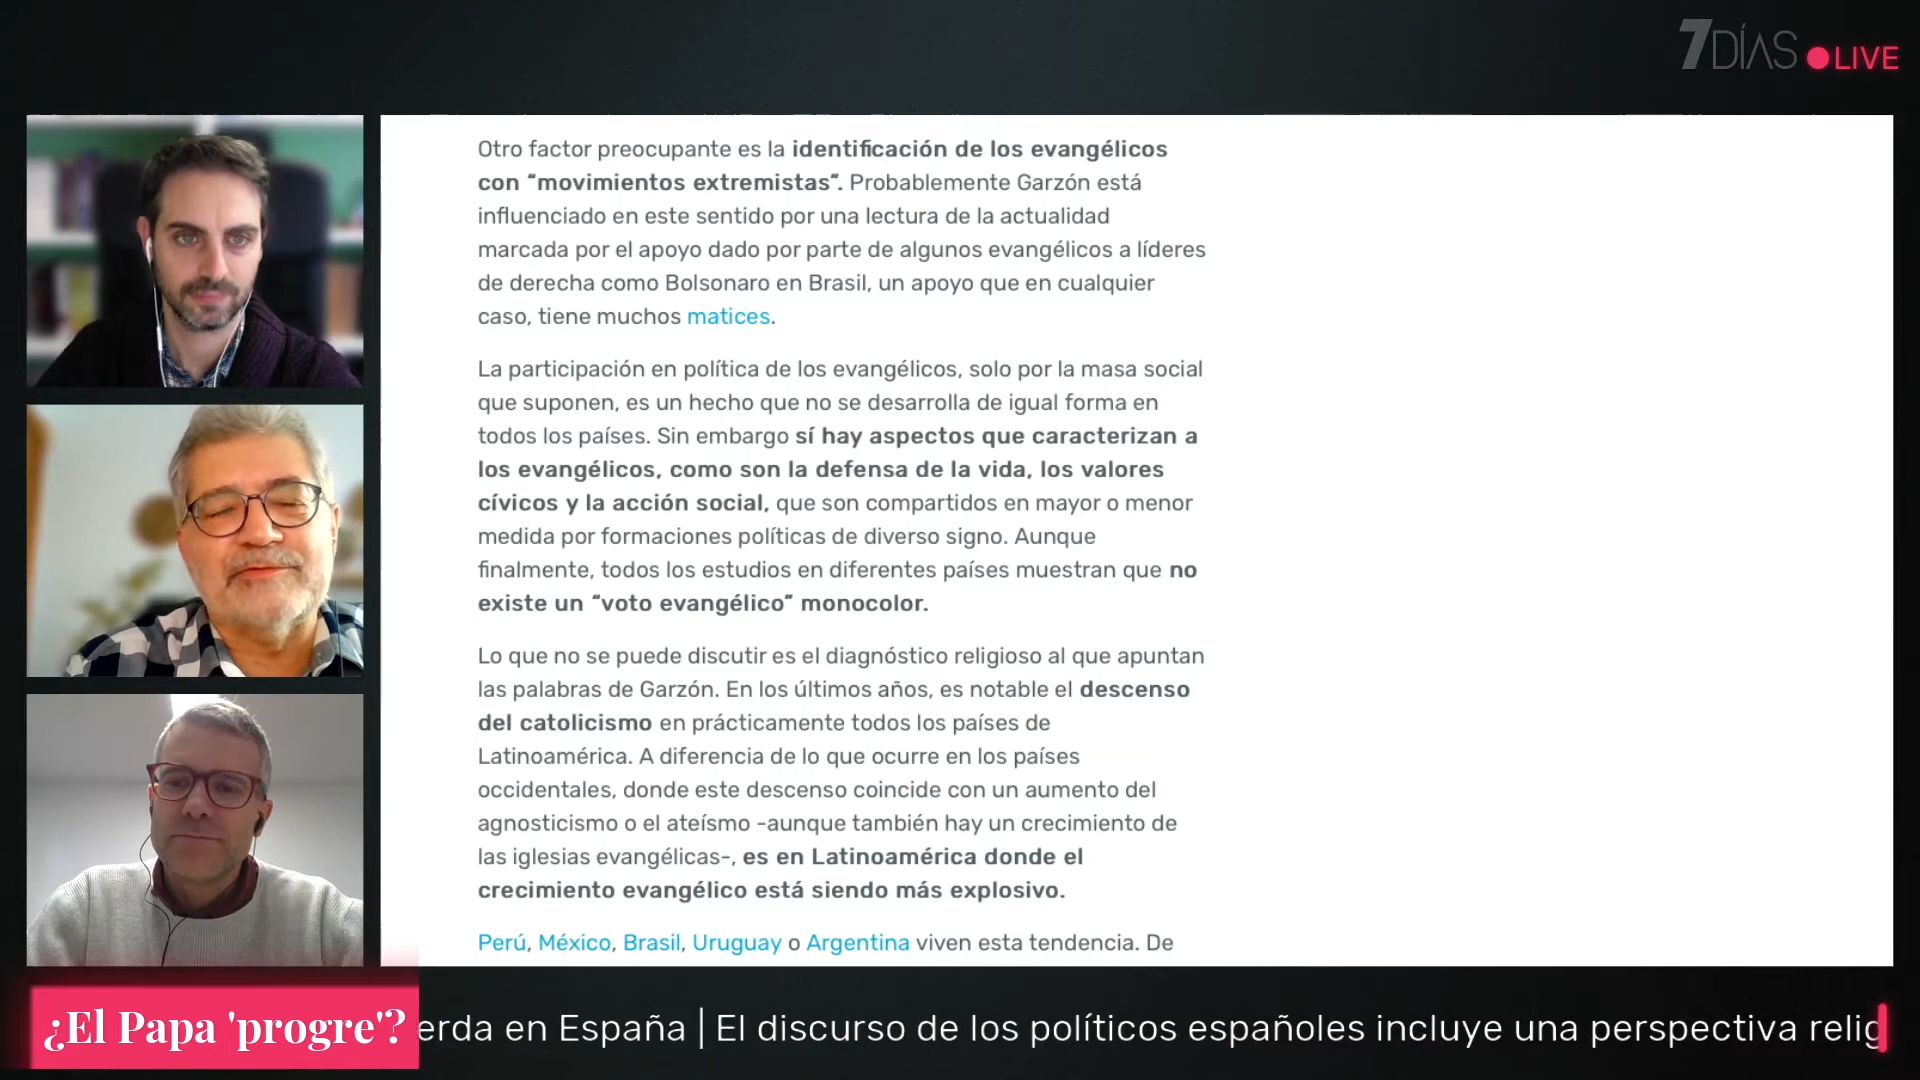 7DÍAS LIVE
Otro factor preocupante es la identificación de los evangélicos
con “movimientos extremistas“. Probablemente Garzón está
influenciado en este sentido por una lectura de la actualidad
marcada por el apoyo dado por parte de algunos evangélicos a líderes
de derecha como Bolsonaro en Brasil, un apoyo que en cualquier
caso, tiene muchos matices.
La participación en política de los evangélicos, solo por la masa social
que suponen, es un hecho que no se desarrolla de igual forma en
todos los países. Sin embargo sí hay aspectos que caracterizan a
los evangélicos, como son la defensa de la vida, los valores
cívicos y la acción social, que son compartidos en mayor o menor
medida por formaciones políticas de diverso signo. Aunque
finalmente, todos los estudios en diferentes países muestran que no
existe un “voto evangélico” monocolor.
Lo que no se puede discutir es el diagnóstico religioso al que apuntan
las palabras de Garzón. En los últimos años, es notable el descenso
del catolicismo en prácticamente todos los países de
Latinoamérica. A diferencia de lo que ocurre en los países
occidentales, donde este descenso coincide con un aumento del
agnosticismo o el ateísmo -aunque también hay un crecimiento de
las iglesias evangélicas-, es en Latinoamérica donde el
crecimiento evangélico está siendo más explosivo.
Perú, México, Brasil, Uruguay o Argentina viven esta tendencia. De
¿El Papa 'progre'?
erda en España | El discurso de los políticos españoles incluye una perspectiva relig